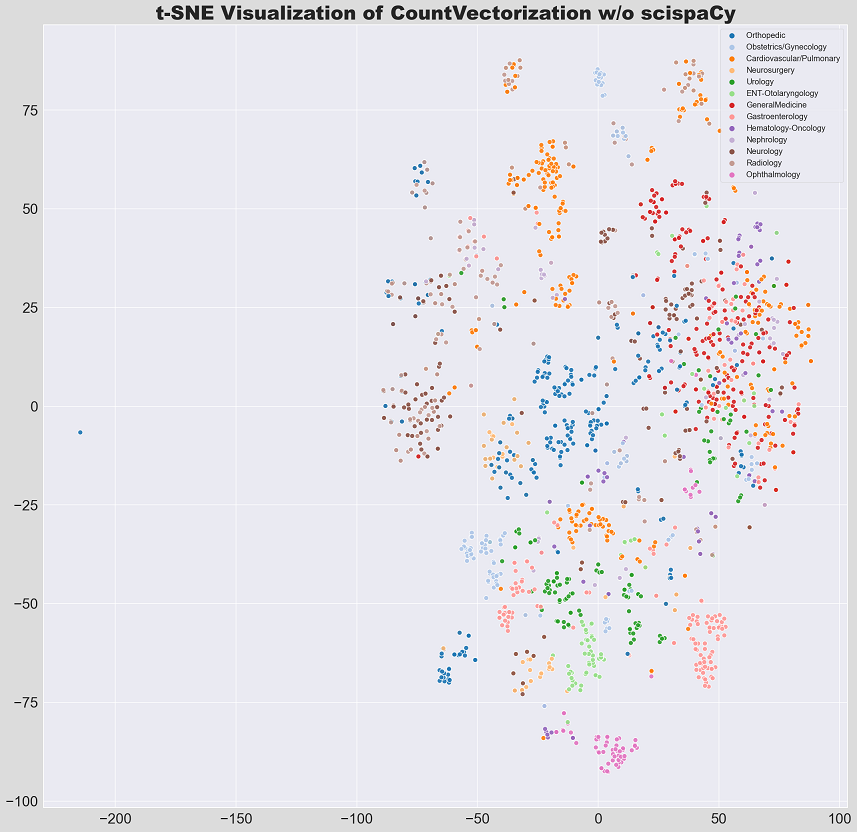 t-SNE Visualization of CountVectorization w/o scispaCy
Orthopedic
Obstetrics/Gynecology
Cardiovascular/Pulmonary
Neurosurgery
Urology
ENT-Otolaryngology
GeneralMedicine
Gastroenterology
Hematology-Oncology
Nephrology
Neurology
Radiology
Ophthalmology
75
50
25
0
−25
−50
−75
−100
−200 −150 −100 −50 0 50 100